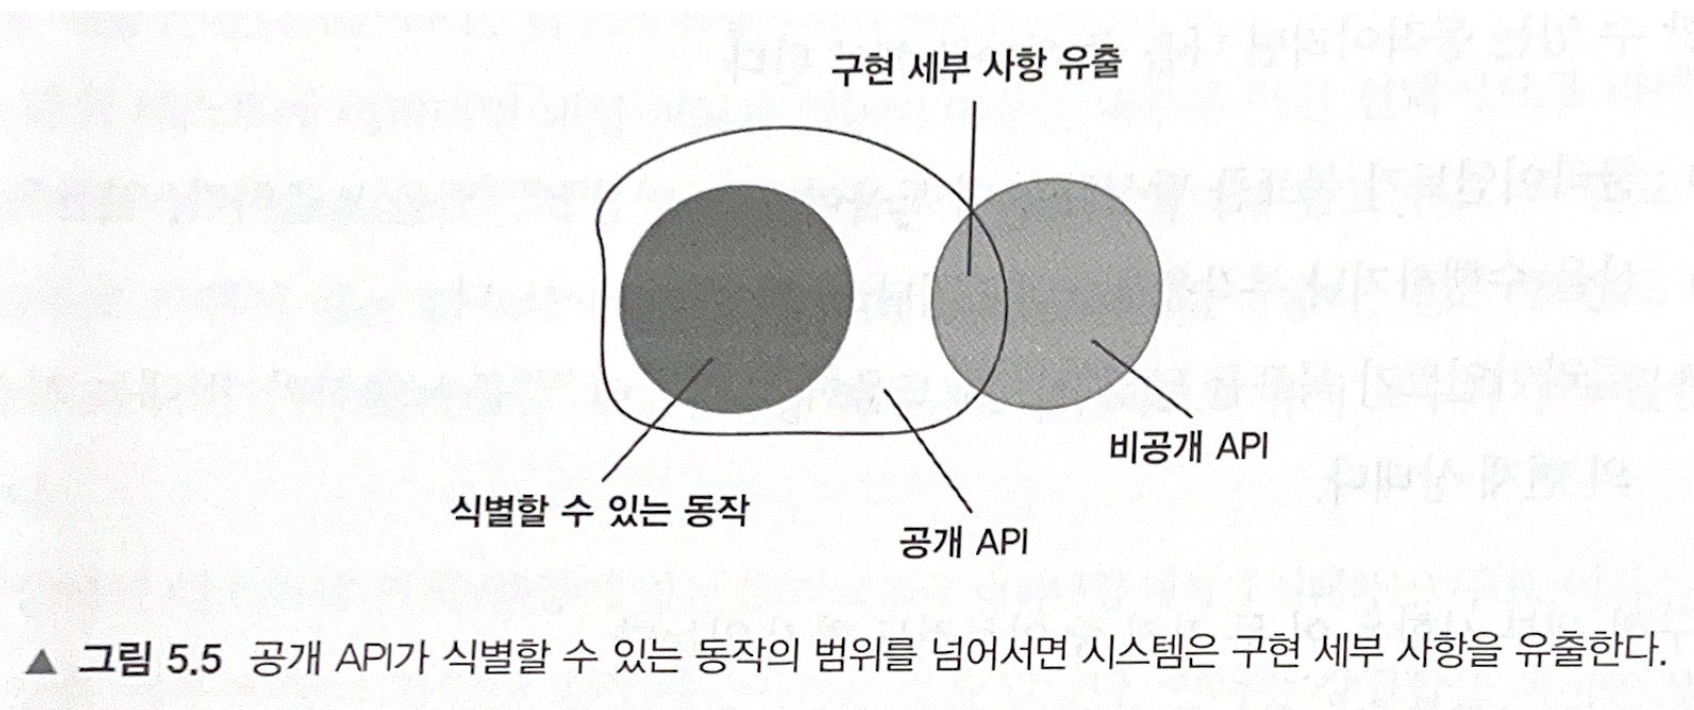 구현 세부 사항 유출
비공개 API
식별할 수 있는 동작
공개 API
▲ 그림 5.5 공개 API가 식별할 수 있는 동작의 범위를 넘어서면 시스템은 구현 세부 사항을 유출한다.